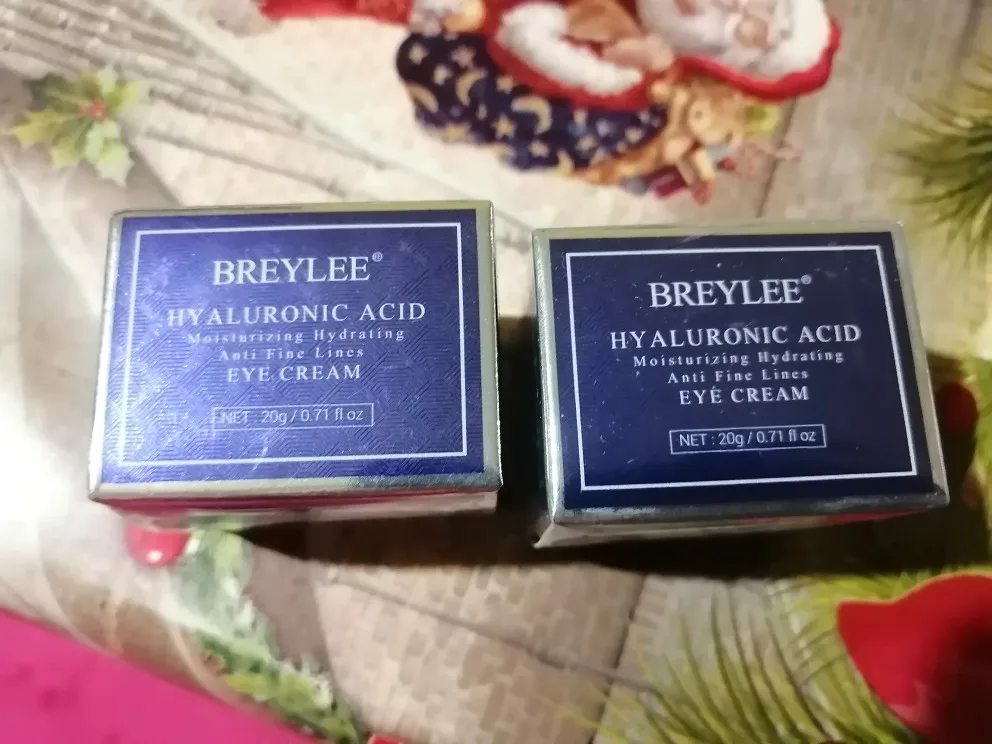 BREYLEE®
HYALURONIC ACID
Moisturizing Hydrating
Anti Fine Lines
EYE CREAM
NET : 20g / 0.71 fl oz
BREYLEE®
HYALURONIC ACID
Moisturizing Hydrating
Anti Fine Lines
EYE CREAM
NET : 20g / 0.71 fl oz